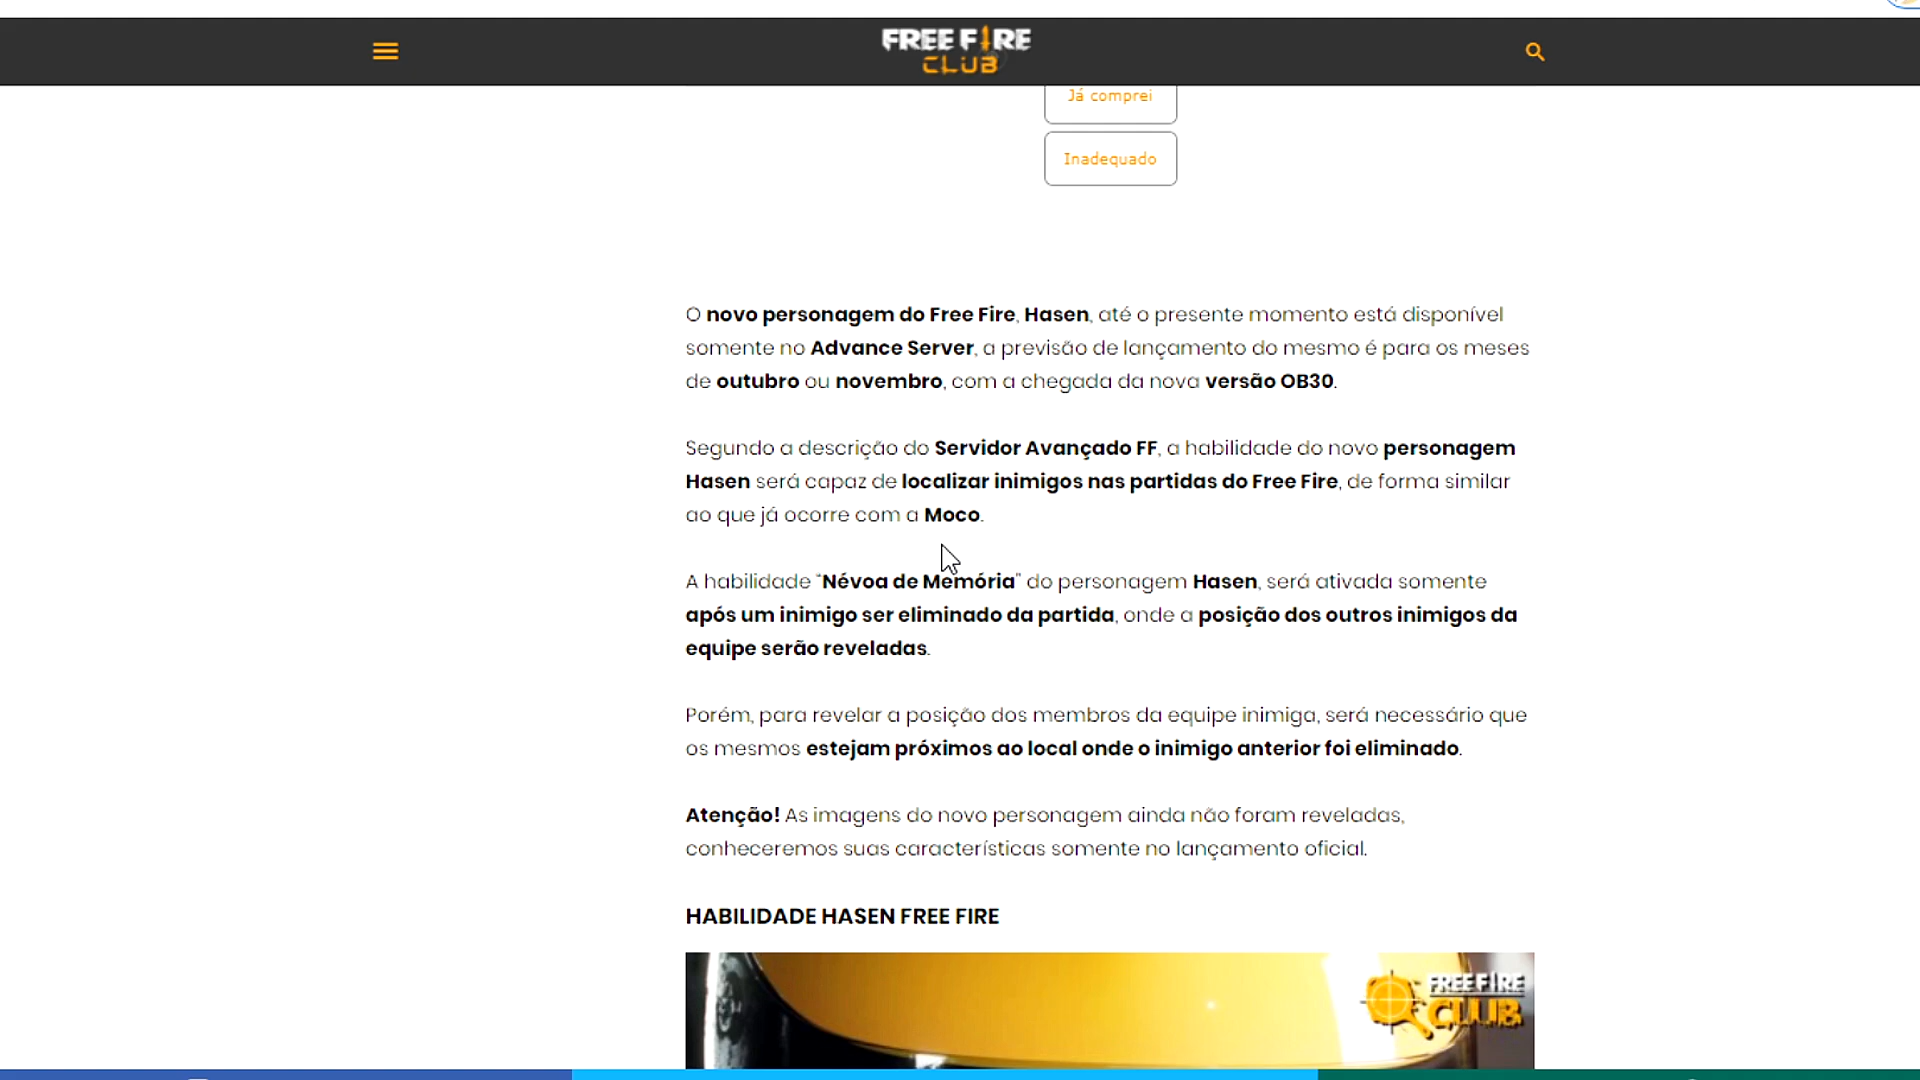 FREE FIRE
CLUB
Já comprei
Inadequado
O novo personagem do Free Fire, Hasen, até o presente momento está disponível
somente no Advance Server, a previsão de lançamento do mesmo é para os meses
de outubro ou novembro, com a chegada da nova versão OB30.
Segundo a descrição do Servidor Avançado FF, a habilidade do novo personagem
Hasen será capaz de localizar inimigos nas partidas do Free Fire, de forma similar
ao que já ocorre com a Moco.
A habilidade “Névoa de Memória” do personagem Hasen, será ativada somente
após um inimigo ser eliminado da partida, onde a posição dos outros inimigos da
equipe serão reveladas.
Porém, para revelar a posição dos membros da equipe inimiga, será necessário que
os mesmos estejam próximos ao local onde o inimigo anterior foi eliminado.
Atenção! As imagens do novo personagem ainda não foram reveladas,
conheceremos suas características somente no lançamento oficial.
HABILIDADE HASEN FREE FIRE
FREE FIRE
CLUB